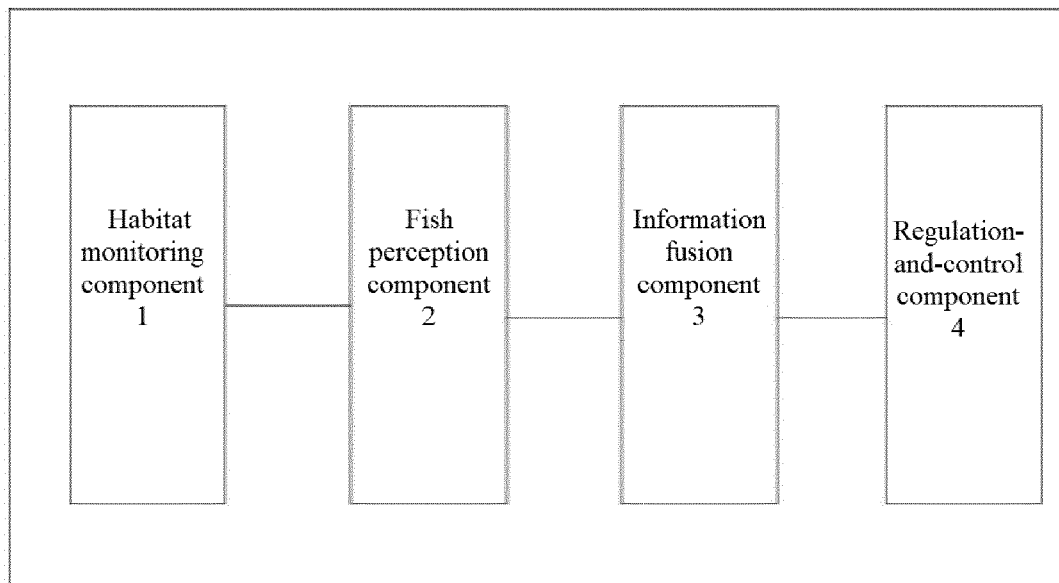 Habitat
monitoring
component
1
Fish
perception
component
2
Information
fusion
component
3
Regulation-
and-control
component
4